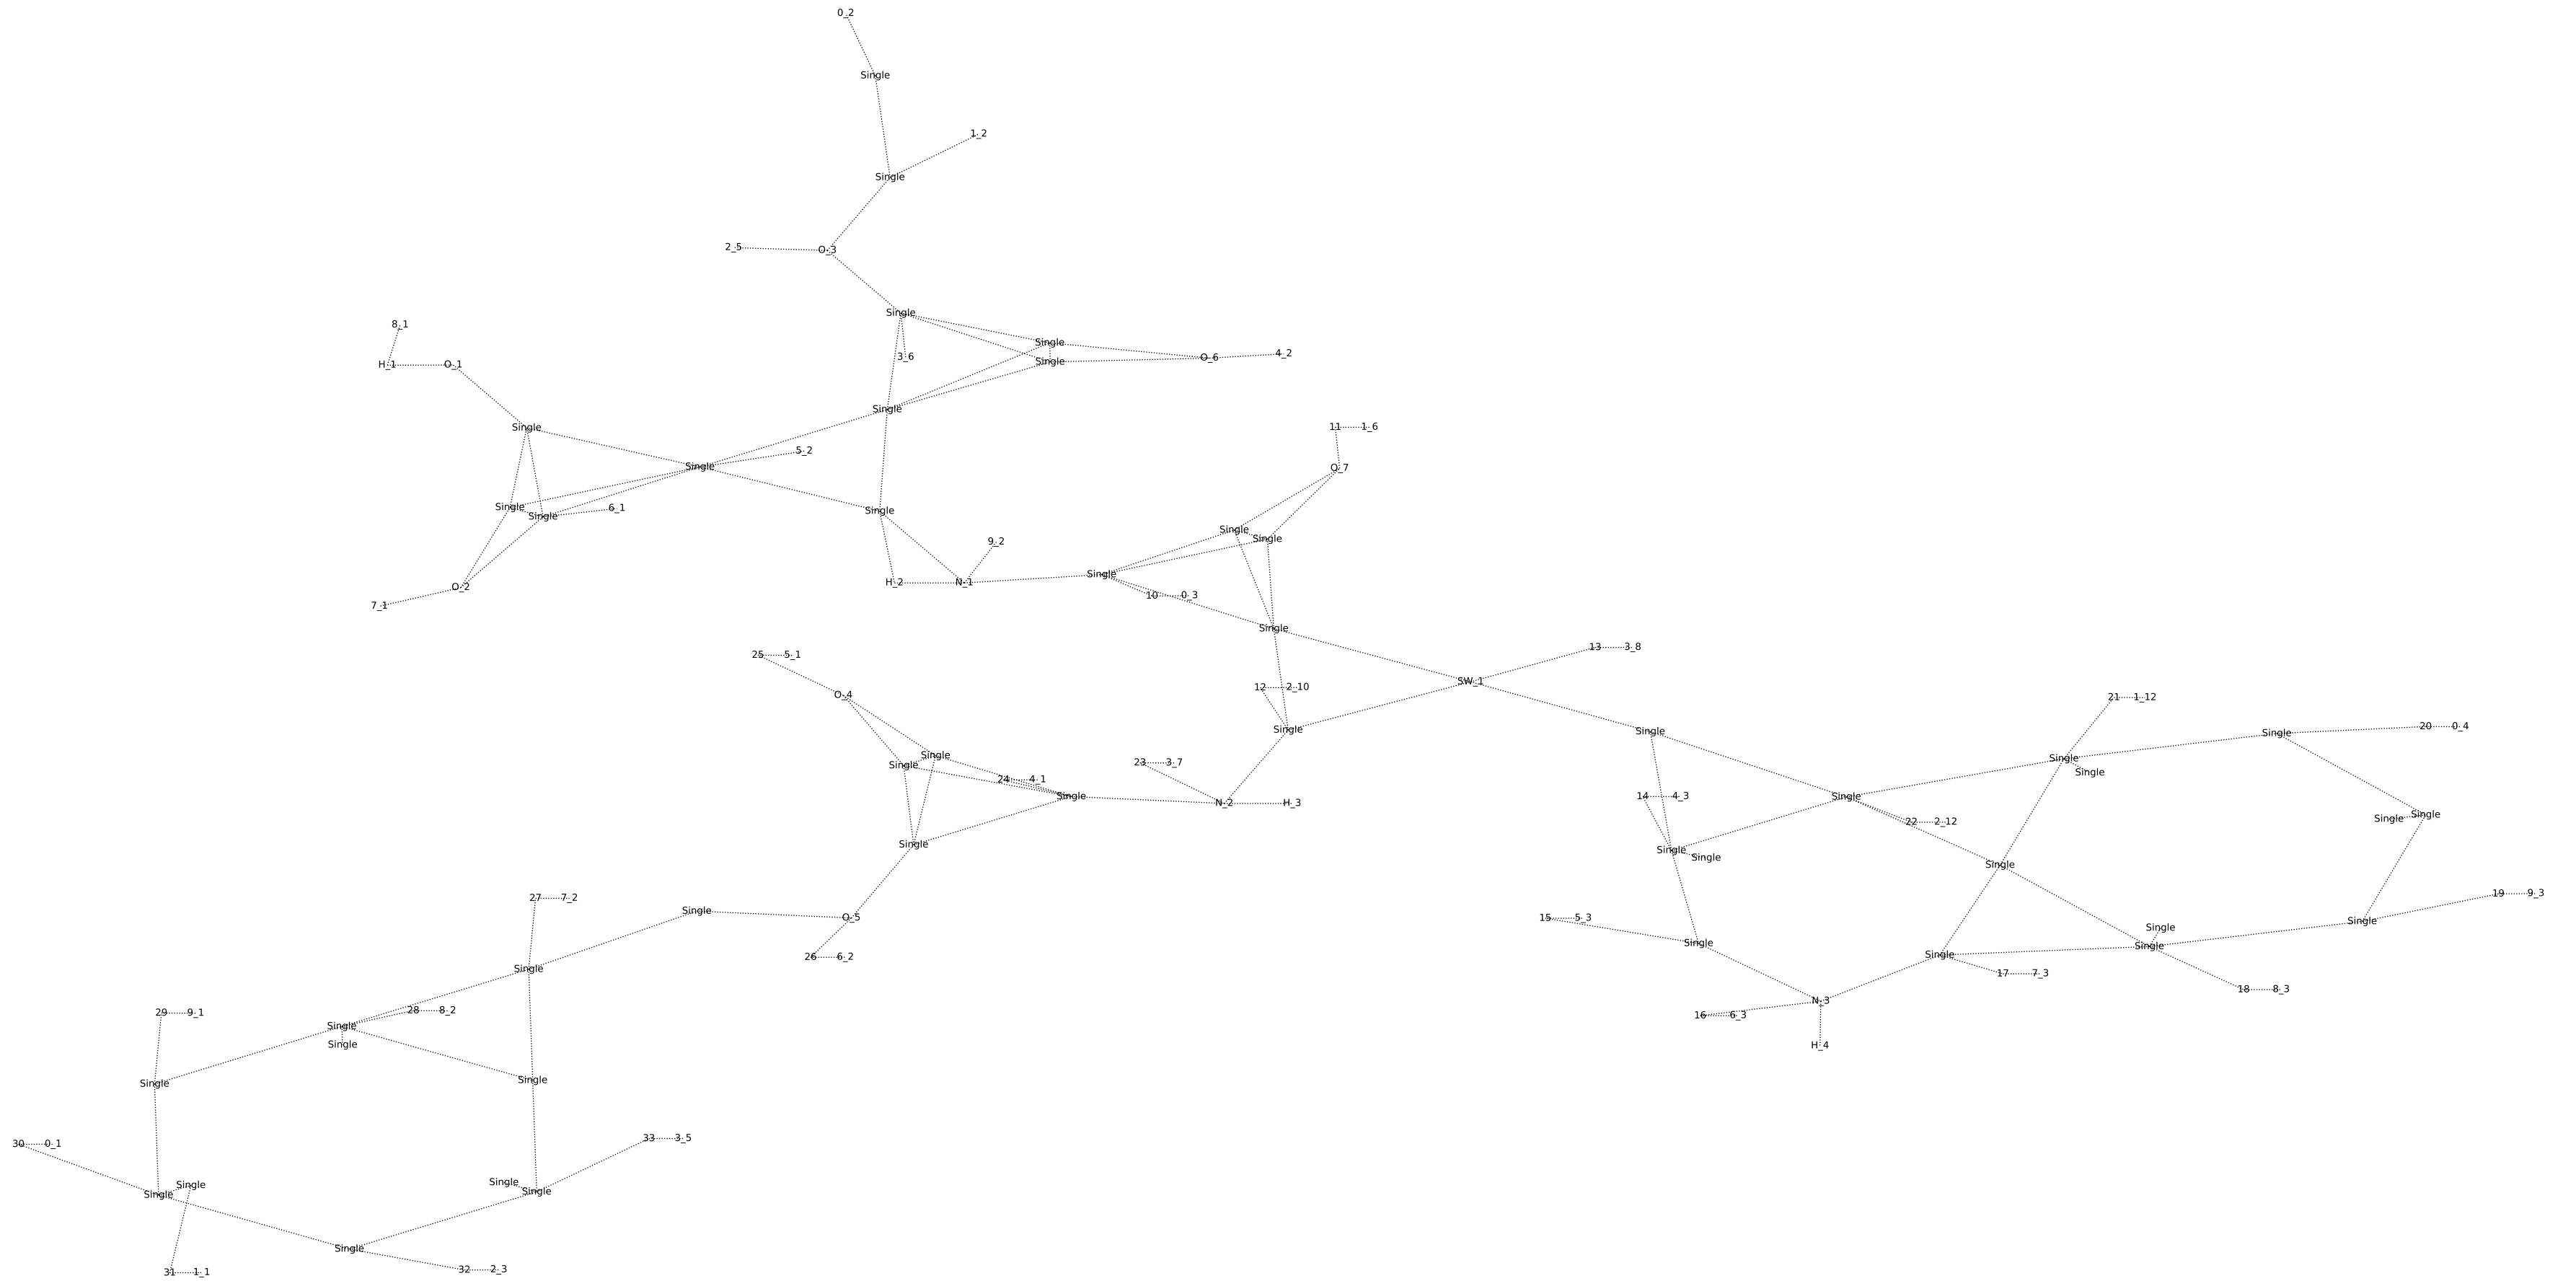 0_2
Single
1_2
Single
2_5
O_3
Single
8_1
Single
3_6
O_6
4_2
Single
H_1
O_1
Single
Single
11
1_6
5_2
Single
O_7
Single
6_1
Single
Single
Single
9_2
Single
Single
H_2
N_1
O_2
10
0_3
7_1
Single
13
3_8
25
5_1
SW_1
12
2_10
O_4
21
1_12
20
0_4
Single
Single
Single
Single
Single
23
3_7
Single
Single
24
4_1
Single
14
4_3
Single
N_2
H_3
Single
Single
22
2_12
Single
Single
Single
Single
19
9_3
27
7_2
Single
O_5
15
5_3
Single
Single
Single
Single
Single
26
6_2
Single
17
7_3
18
8_3
N_3
28
8_2
29
9_1
16
6_3
Single
Single
H_4
Single
Single
33
3_5
30
0_1
Single
Single
Single
Single
Single
32
2_3
31
1_1